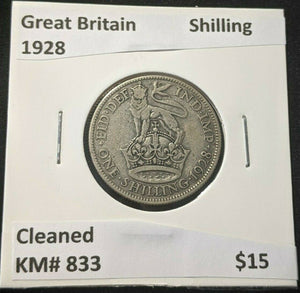 Great Britain Shilling
1928
·FID·DEF· IND·IMP·
·ONE·SHILLING·1928·
Cleaned
KM# 833 $15